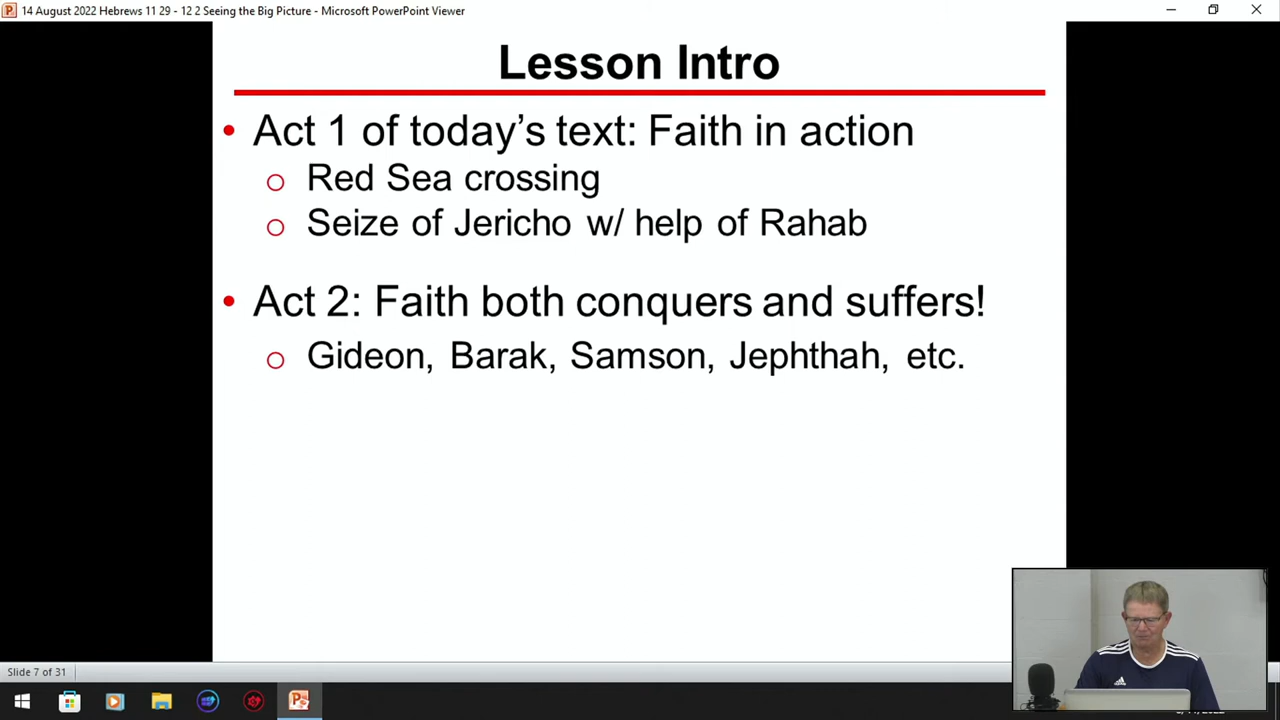 14 August 2022 Hebrews 11 29 - 12 2 Seeing the Big Picture - Microsoft PowerPoint Viewer
Lesson Intro
• Act 1 of today’s text: Faith in action
○ Red Sea crossing
○ Seize of Jericho w/ help of Rahab
• Act 2: Faith both conquers and suffers!
○ Gideon, Barak, Samson, Jephthah, etc.
Slide 7 of 31